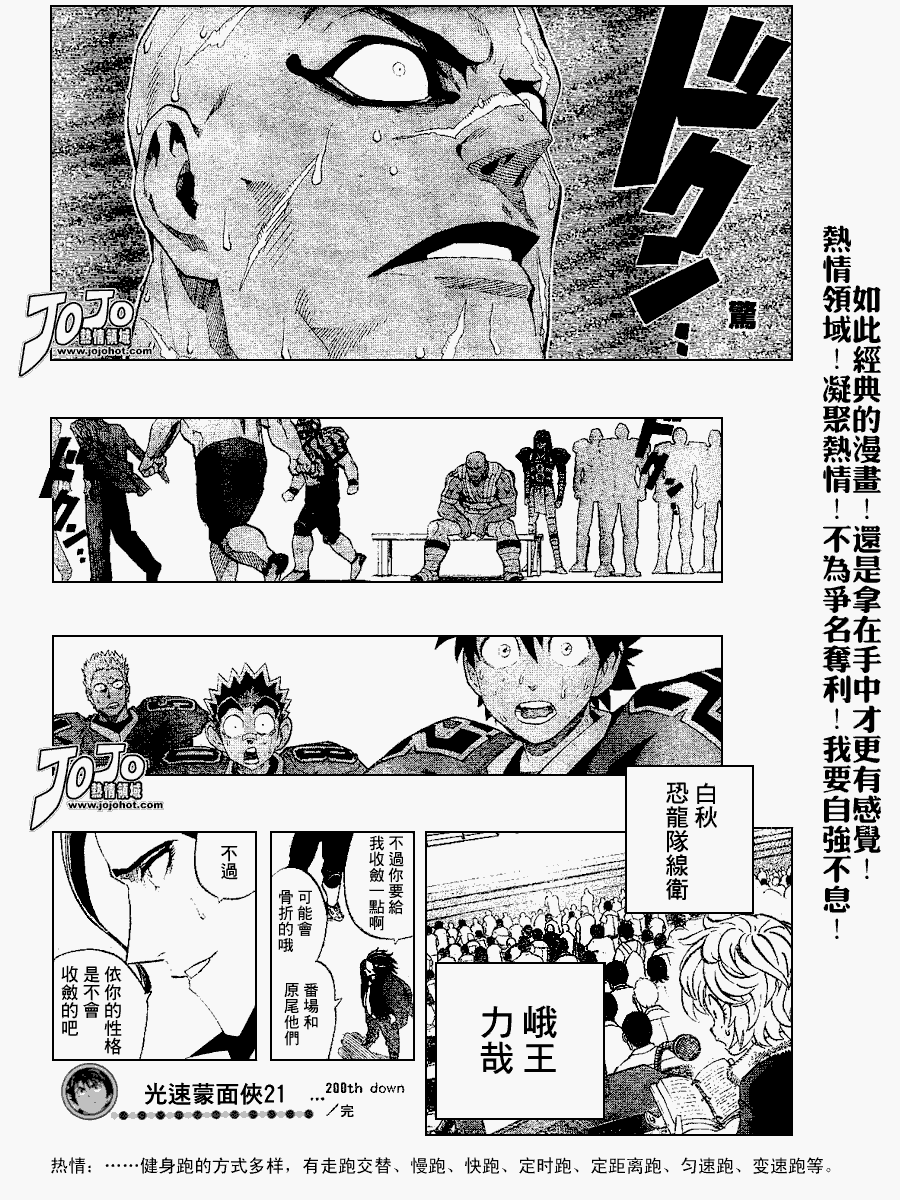 ドクン…
驚
JOJO
熱情領域
www.jojohot.com
如此經典的漫畫！還是拿在手中才更有感覺！
熱情領域！凝聚熱情！不為爭名奪利！我要自強不息！
ドクン…
ドクン…
JOJO
熱情領域
www.jojohot.com
白秋
恐龍隊線衛
峨王
力哉
不過你要給
我收斂一點啊
可能會
骨折的哦
番場和
原尾他們
不過
依你的性格
是不會
收斂的吧
光速蒙面俠21 …200th down
／完
热情：……健身跑的方式多样，有走跑交替、慢跑、快跑、定时跑、定距离跑、匀速跑、变速跑等。